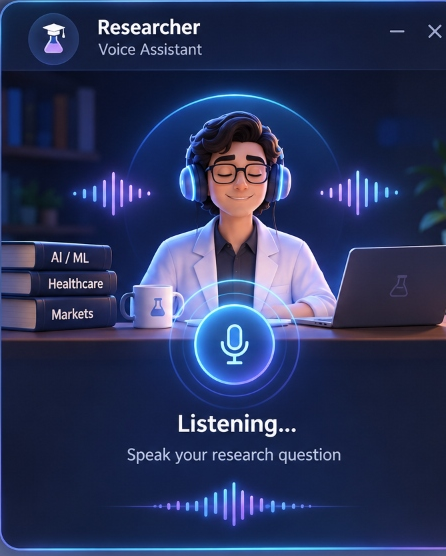 Researcher
Voice Assistant
AI / ML
Healthcare
Markets
Listening...
Speak your research question